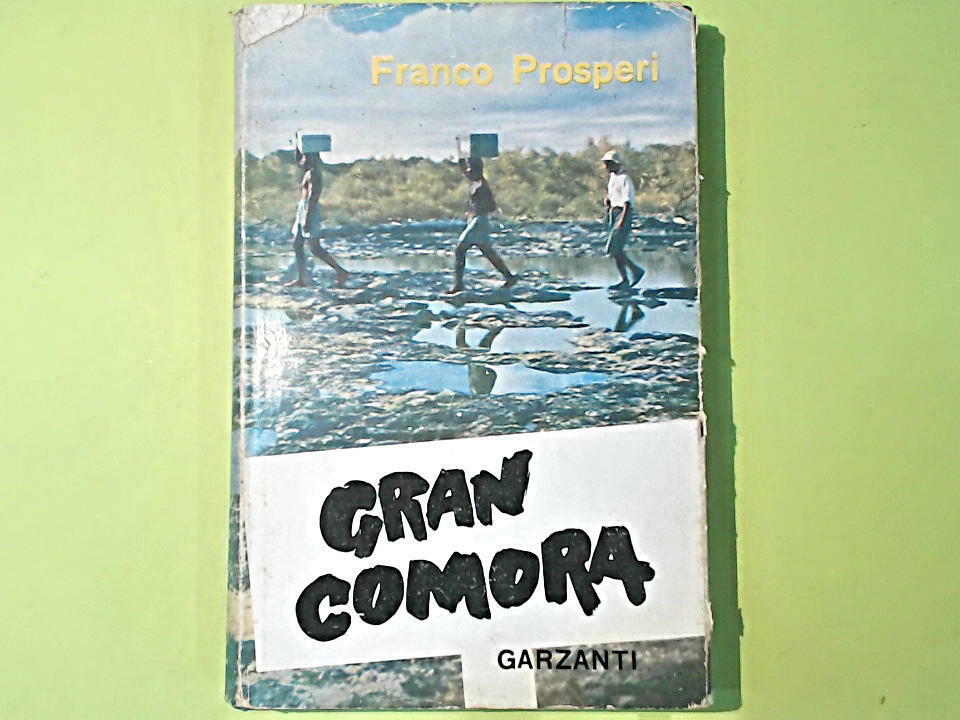 Franco Prosperi
GRAN
COMORA
GARZANTI